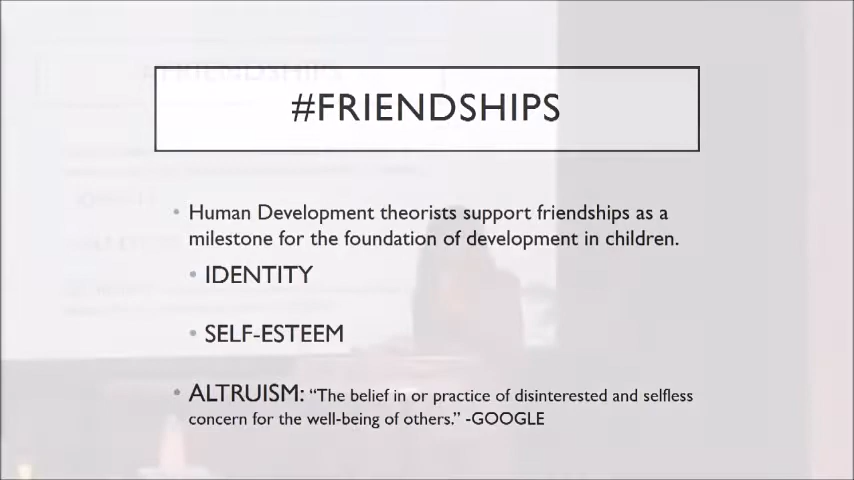 #FRIENDSHIPS
• Human Development theorists support friendships as a
milestone for the foundation of development in children.
• IDENTITY
• SELF-ESTEEM
• ALTRUISM: “The belief in or practice of disinterested and selfless
concern for the well-being of others.” -GOOGLE